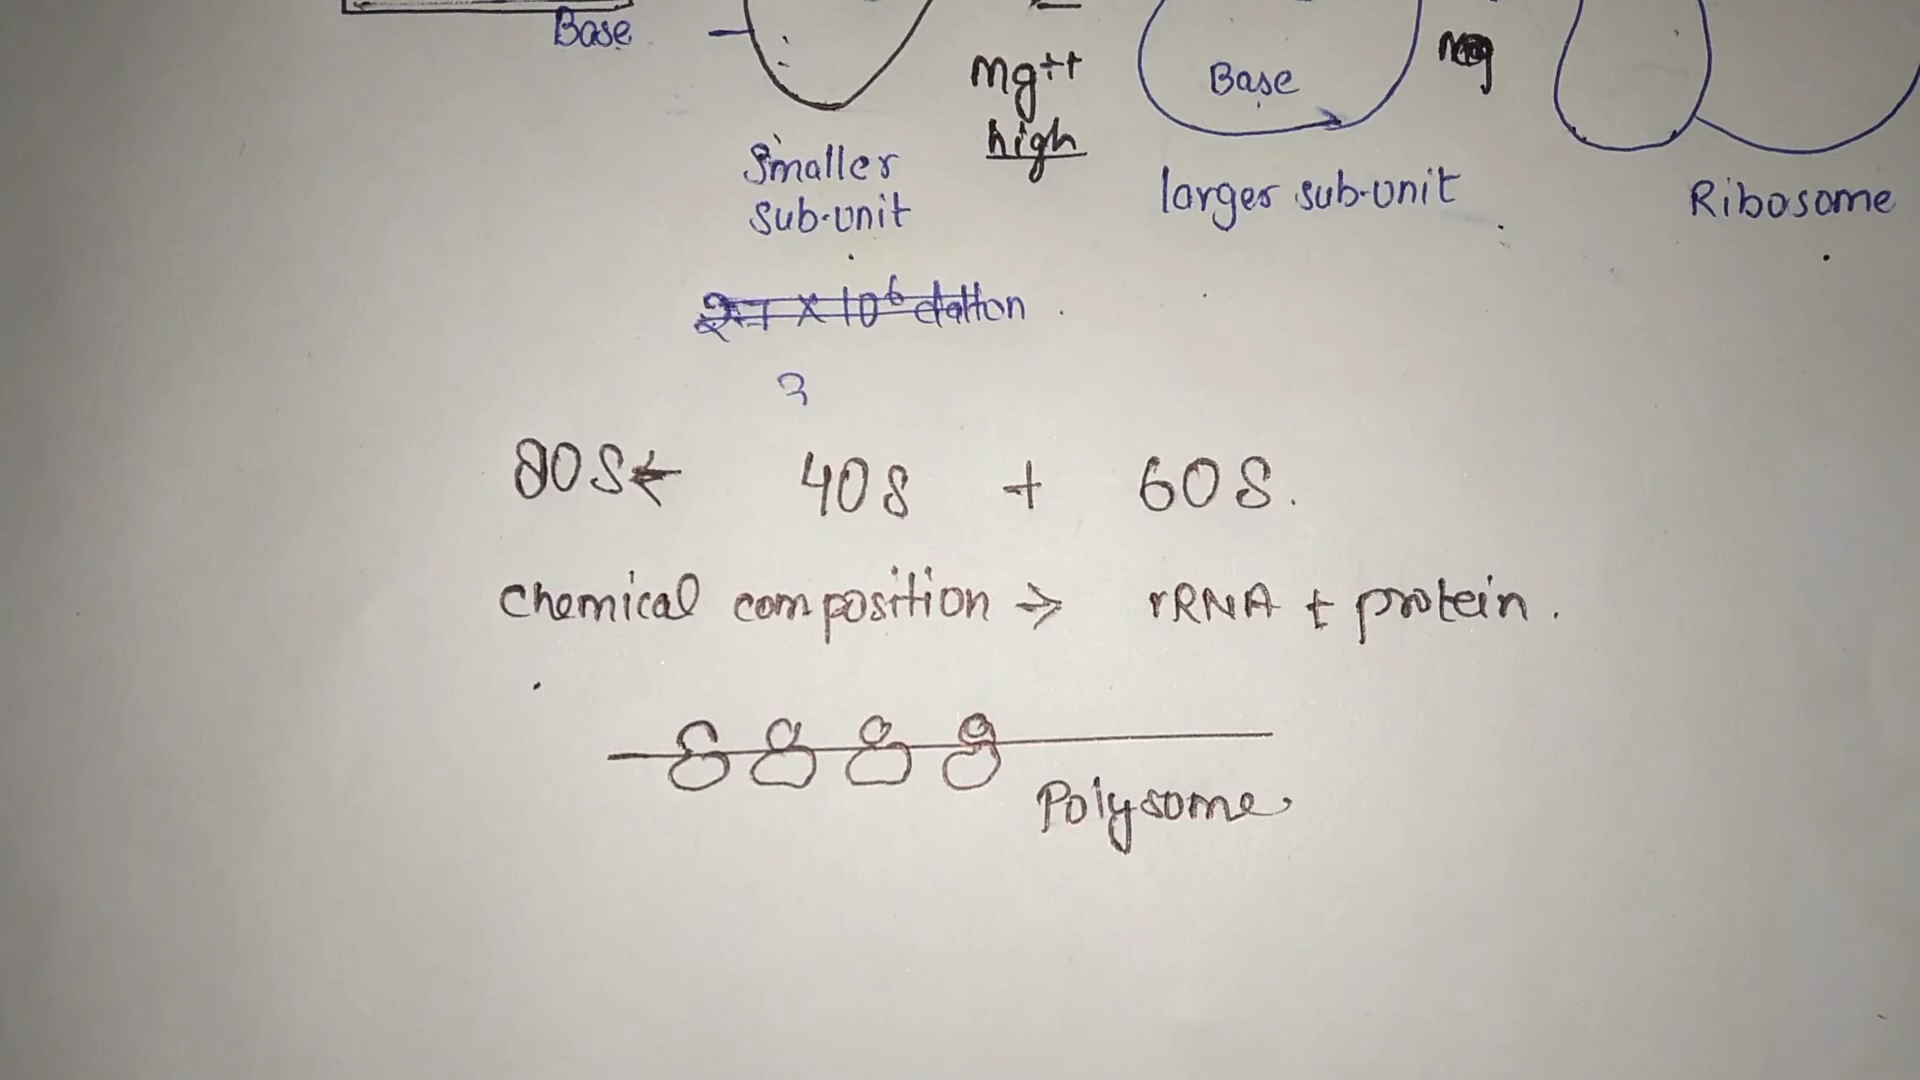 Base
Mg++
high
Base
Smaller
sub-unit
larger sub-unit
Ribosome
80S← 40S + 60S.
chemical composition → rRNA + protein.
Polysome